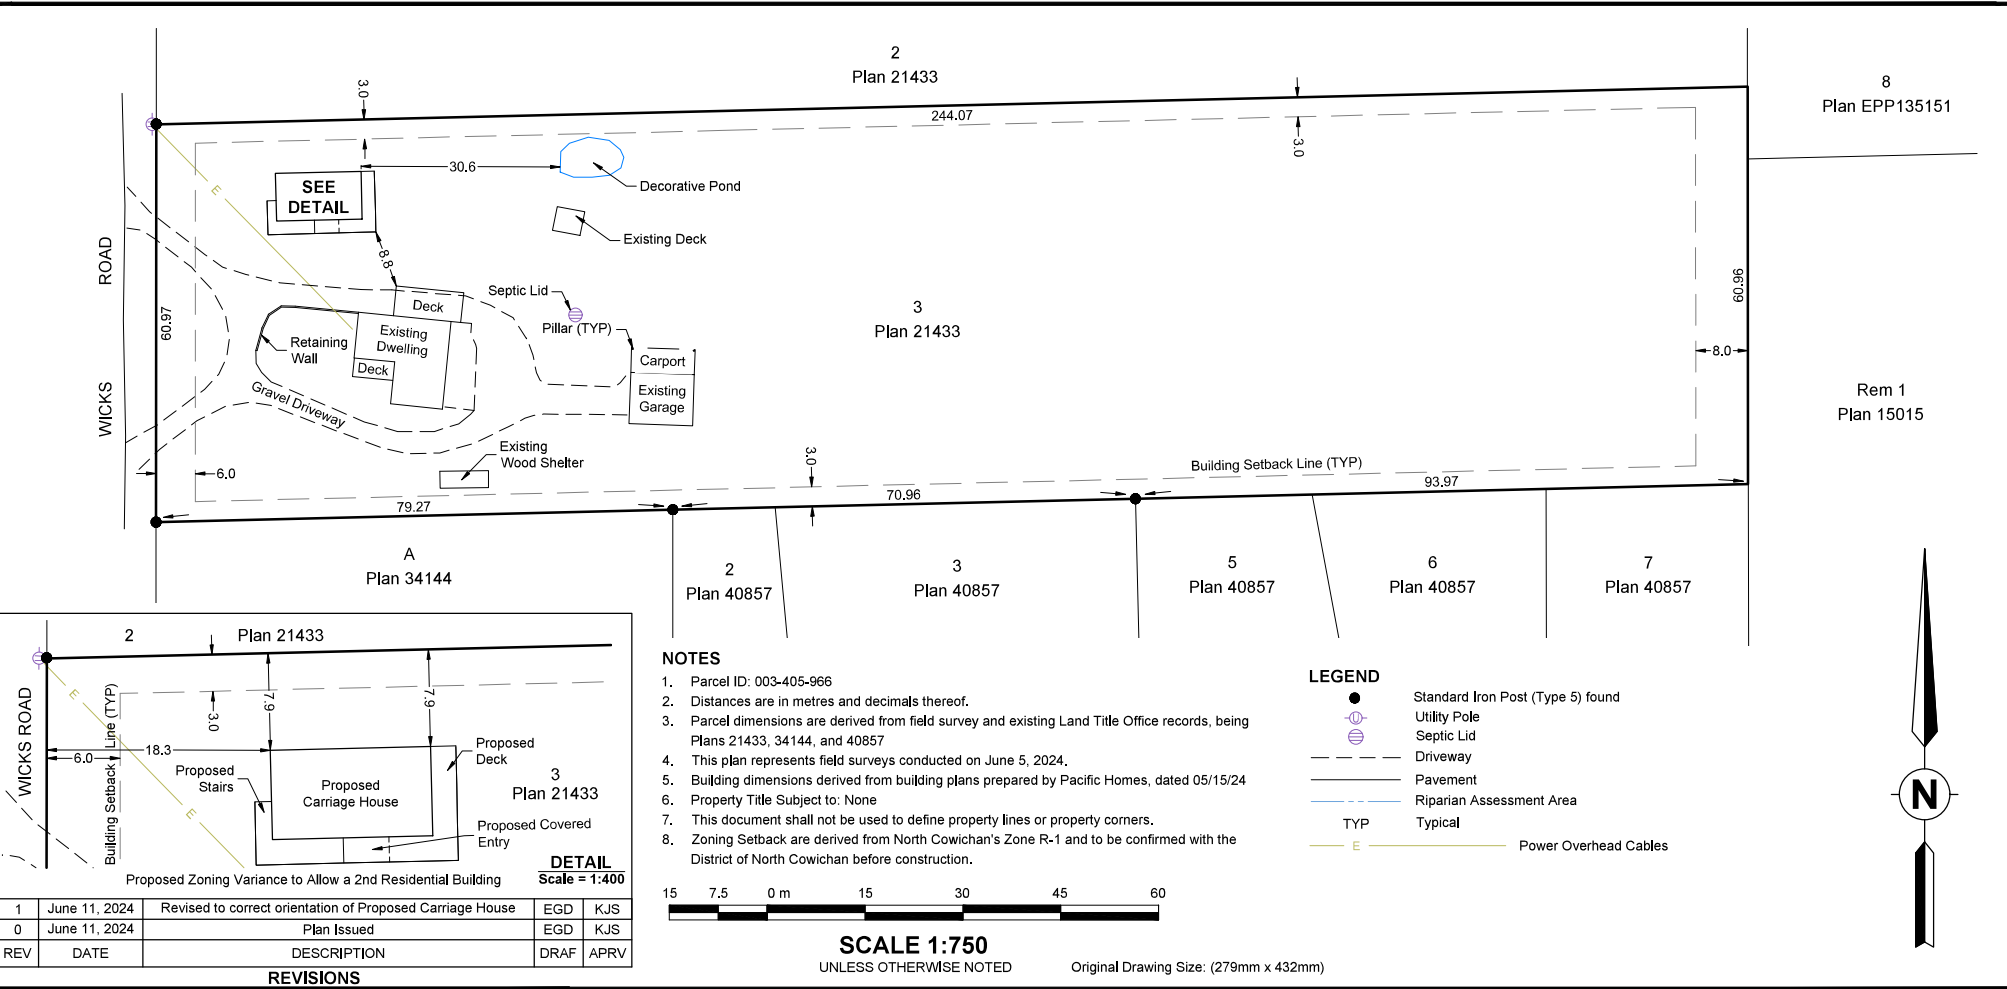 2
Plan 21433
8
Plan EPP135151
3.0
244.07
3.0
30.6
SEE
DETAIL
Decorative Pond
E
Existing Deck
8.8
ROAD
WICKS
60.97
Septic Lid
Deck
Pillar (TYP)
Existing
Dwelling
Retaining
Wall
Deck
Carport
Existing
Garage
Gravel Driveway
3
Plan 21433
60.96
8.0
Rem 1
Plan 15015
Existing
Wood Shelter
6.0
3.0
Building Setback Line (TYP)
79.27
70.96
93.97
A
Plan 34144
2
Plan 40857
3
Plan 40857
5
Plan 40857
6
Plan 40857
7
Plan 40857
2
Plan 21433
WICKS ROAD
E
Building Setback Line (TYP)
3.0
7.9
7.9
18.3
6.0
Proposed
Stairs
Proposed
Carriage House
Proposed
Deck
3
Plan 21433
E
Proposed Covered
Entry
DETAIL
Scale = 1:400
Proposed Zoning Variance to Allow a 2nd Residential Building
1 June 11, 2024 Revised to correct orientation of Proposed Carriage House EGD KJS
0 June 11, 2024 Plan Issued EGD KJS
REV DATE DESCRIPTION DRAF APRV
REVISIONS
NOTES
1. Parcel ID: 003-405-966
2. Distances are in metres and decimals thereof.
3. Parcel dimensions are derived from field survey and existing Land Title Office records, being
Plans 21433, 34144, and 40857
4. This plan represents field surveys conducted on June 5, 2024.
5. Building dimensions derived from building plans prepared by Pacific Homes, dated 05/15/24
6. Property Title Subject to: None
7. This document shall not be used to define property lines or property corners.
8. Zoning Setback are derived from North Cowichan's Zone R-1 and to be confirmed with the
District of North Cowichan before construction.
15 7.5 0 m 15 30 45 60
SCALE 1:750
UNLESS OTHERWISE NOTED
Original Drawing Size: (279mm x 432mm)
LEGEND
Standard Iron Post (Type 5) found
U Utility Pole
Septic Lid
Driveway
Pavement
Riparian Assessment Area
TYP Typical
E Power Overhead Cables
N